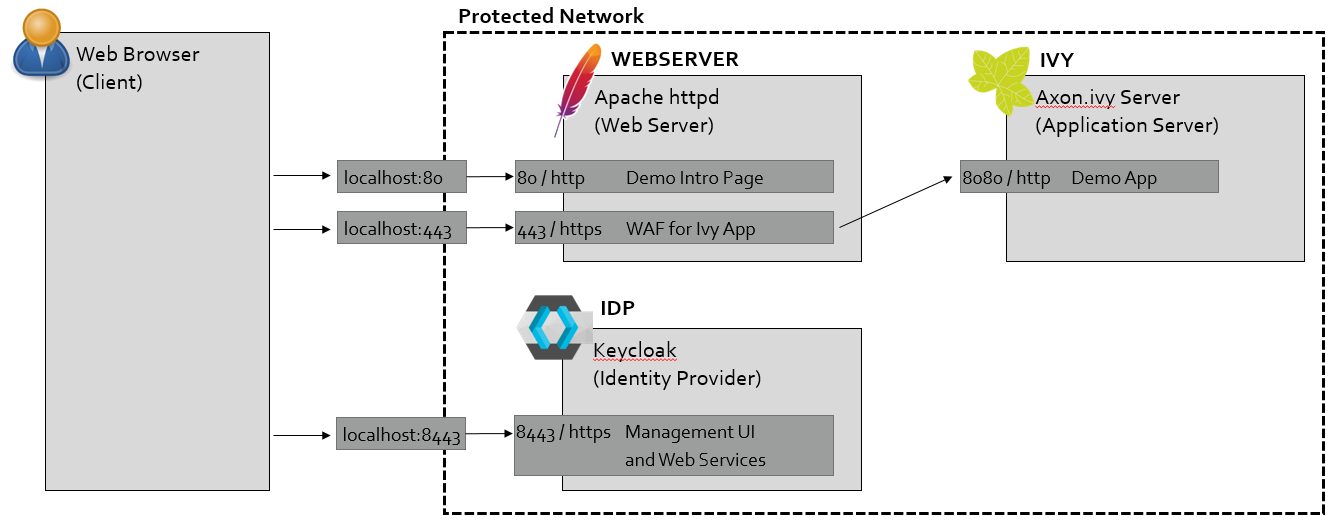 Protected Network
Web Browser
(Client)
WEBSERVER
Apache httpd
(Web Server)
IVY
Axon.ivy Server
(Application Server)
localhost:80
80 / http Demo Intro Page
8080 / http Demo App
localhost:443
443 / https WAF for Ivy App
IDP
Keycloak
(Identity Provider)
localhost:8443
8443 / https Management UI
and Web Services